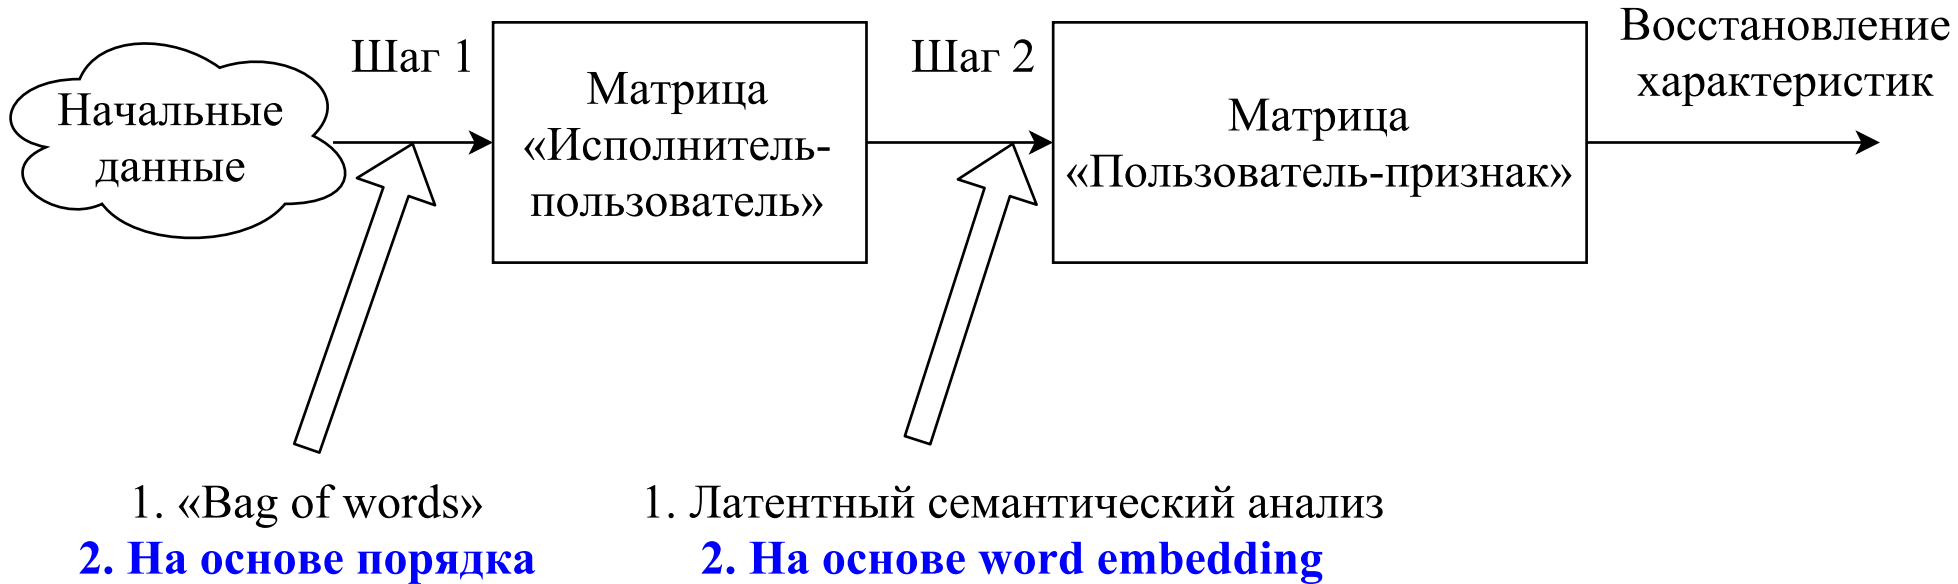 Начальные
данные
Шаг 1
Матрица
«Исполнитель-
пользователь»
Шаг 2
Матрица
«Пользователь-признак»
Восстановление
характеристик
1. «Bag of words»
2. На основе порядка
1. Латентный семантический анализ
2. На основе word embedding